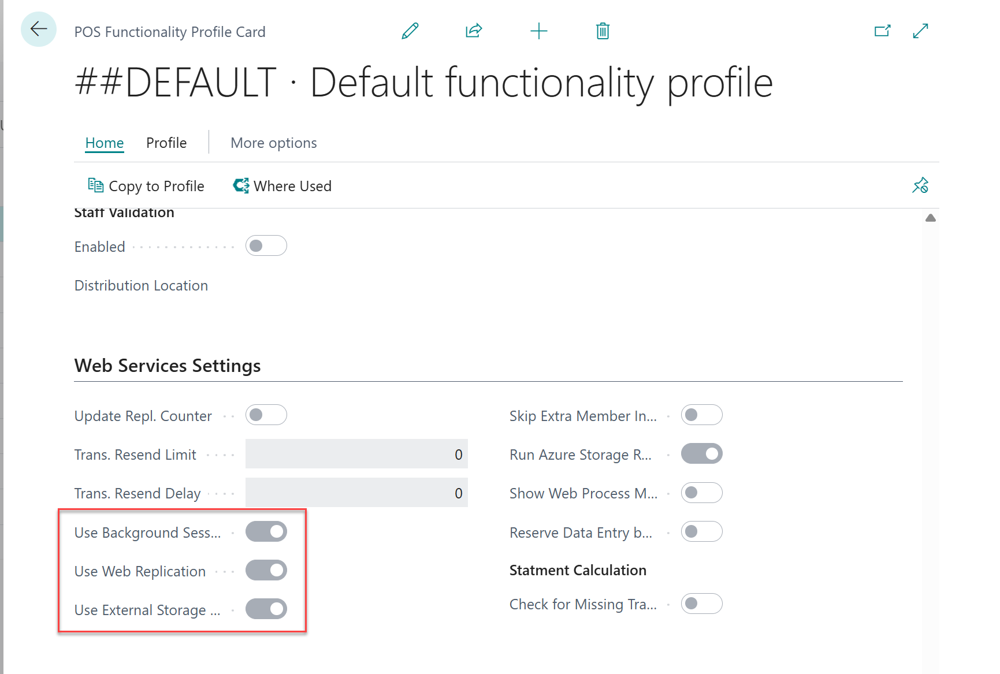 POS Functionality Profile Card
##DEFAULT · Default functionality profile
Home Profile More options
Copy to Profile Where Used
Staff Validation
Enabled
Distribution Location
Web Services Settings
Update Repl. Counter
Trans. Resend Limit 0
Trans. Resend Delay 0
Use Background Sess...
Use Web Replication
Use External Storage ...
Skip Extra Member In...
Run Azure Storage R...
Show Web Process M...
Reserve Data Entry b...
Statment Calculation
Check for Missing Tra...